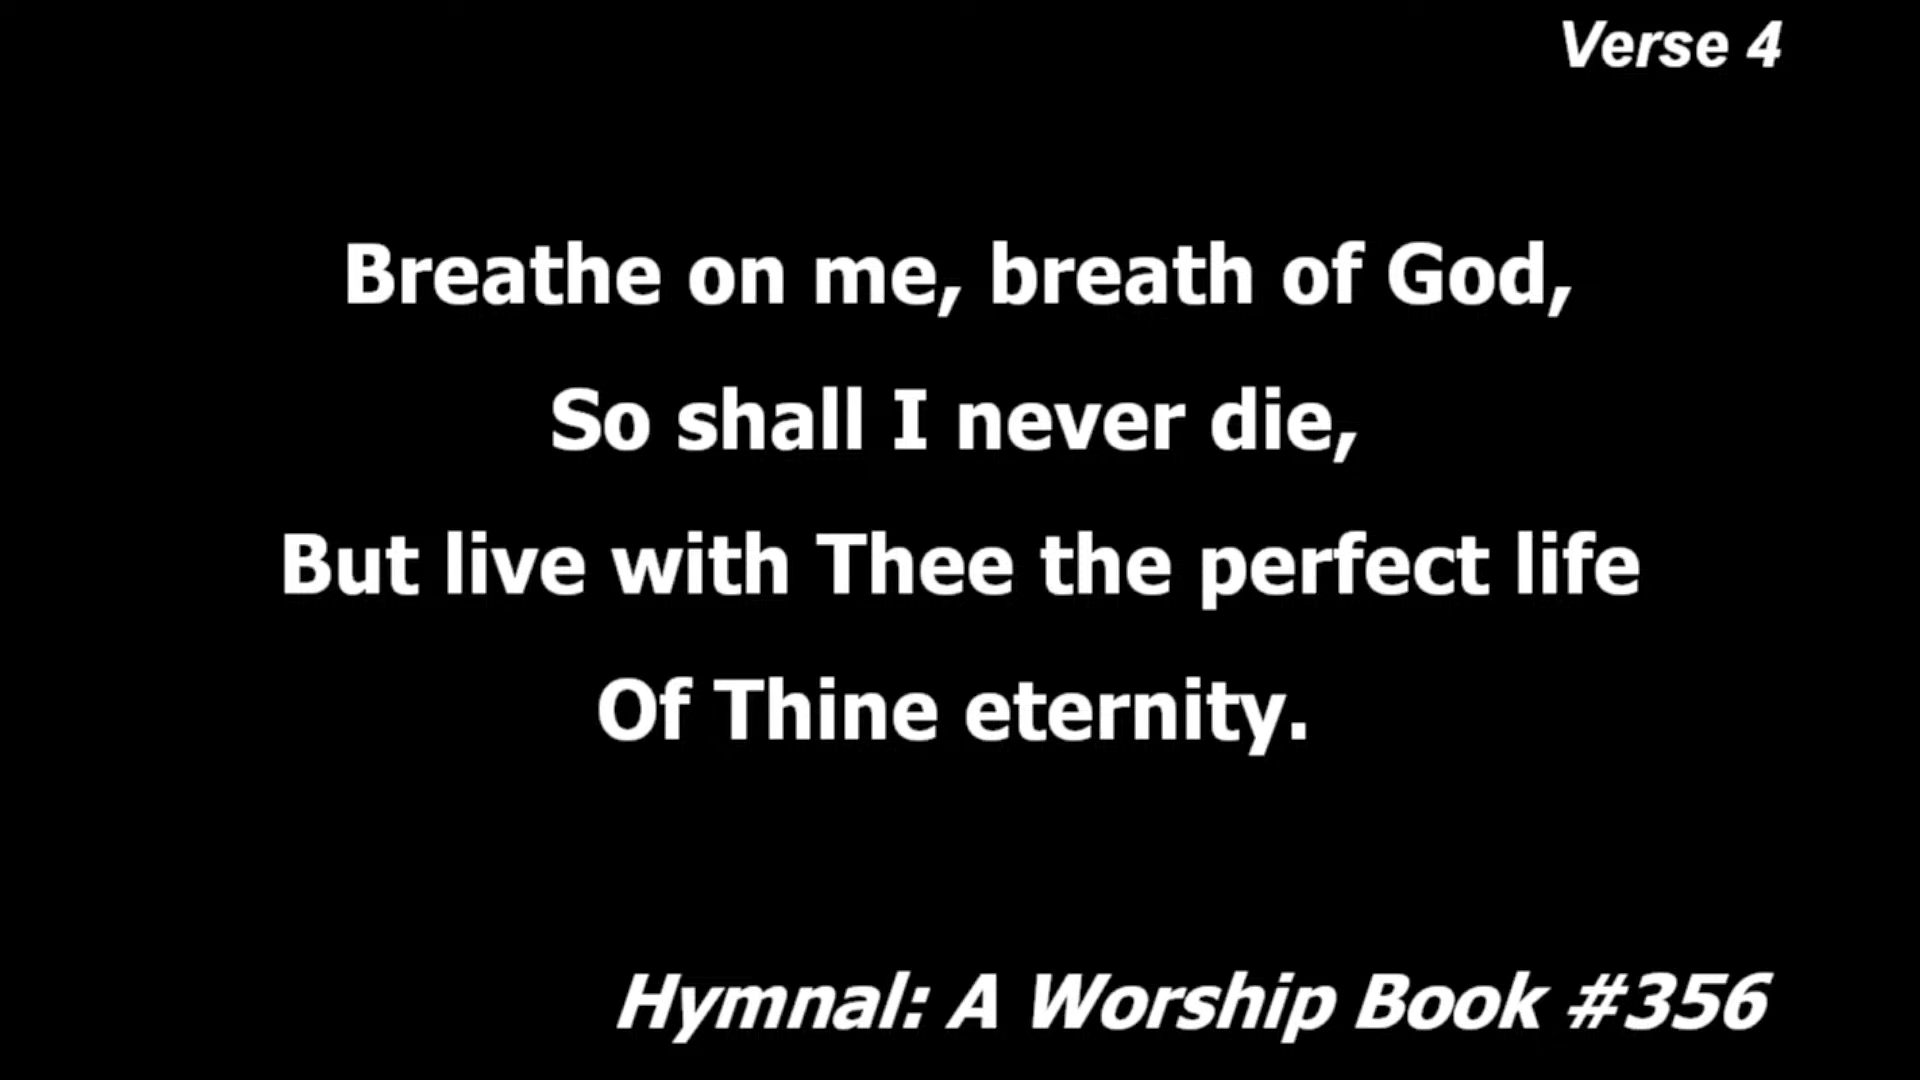 Verse 4
Breathe on me, breath of God,
So shall I never die,
But live with Thee the perfect life
Of Thine eternity.
Hymnal: A Worship Book #356